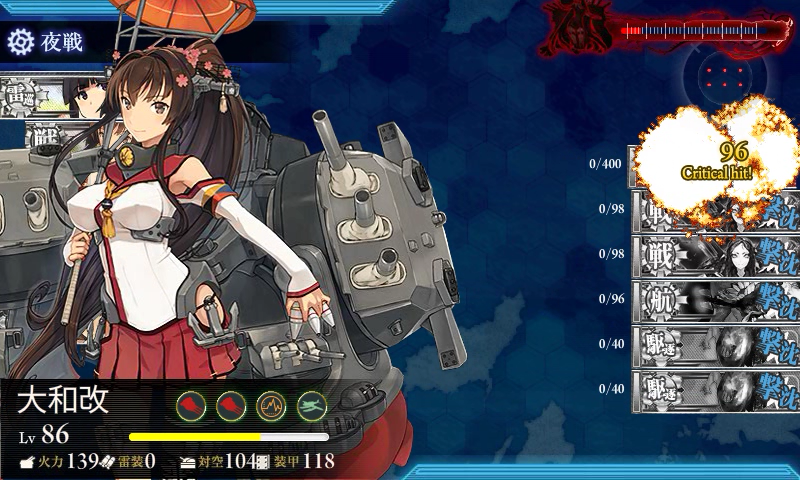 夜戦
雷巡
戦
96
Critical hit!
0/400
0/98
戦
撃沈
0/98
戦
撃沈
0/96
航
撃沈
0/40
駆逐
撃沈
0/40
駆逐
撃沈
大和改
Lv 86
火力 139 雷装 0 対空 104 装甲 118